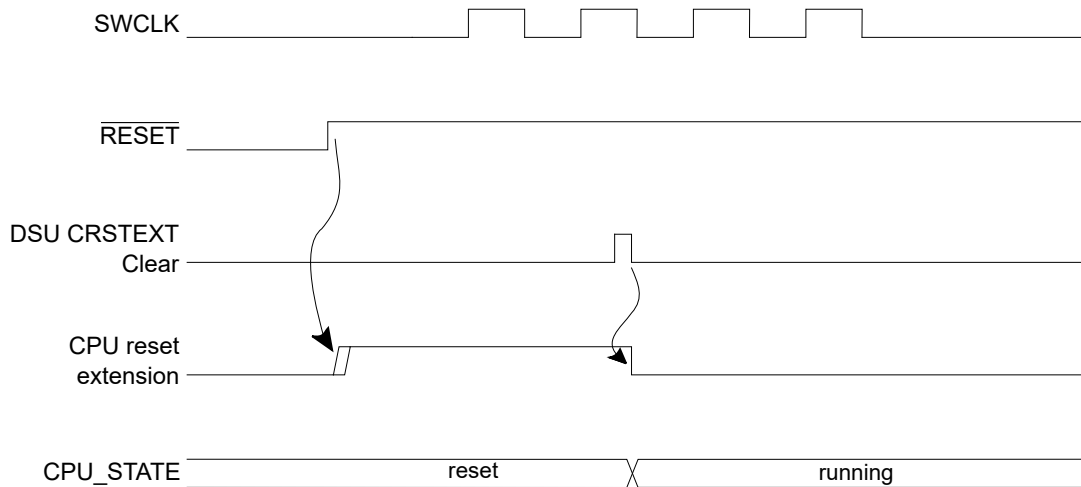 SWCLK
RESET
DSU CRSTEXT
Clear
CPU reset
extension
CPU_STATE
reset
running